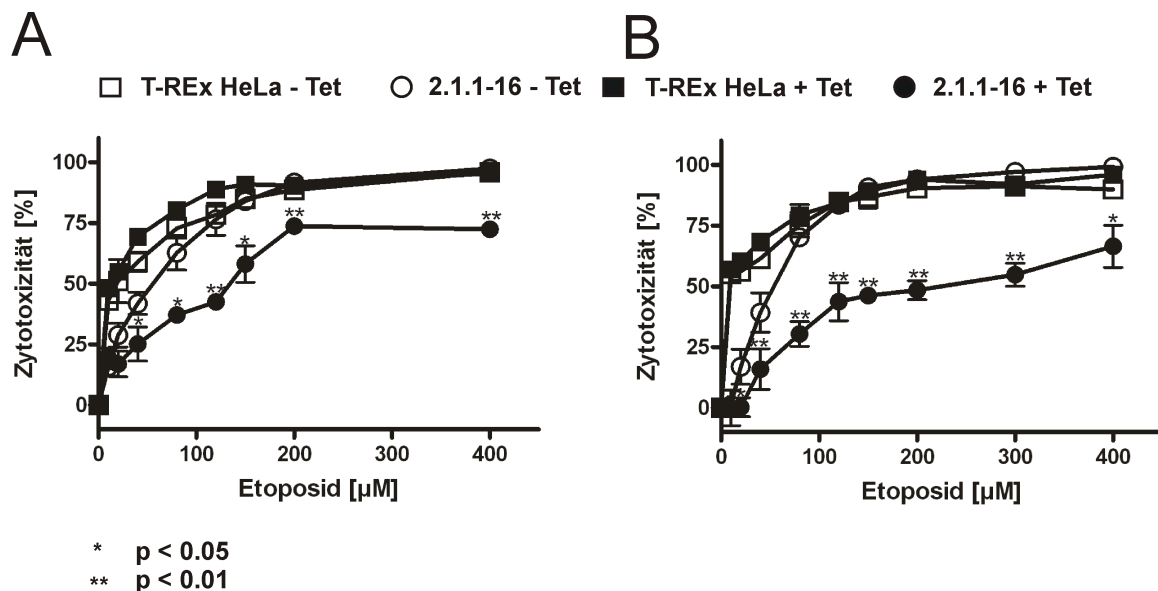 A B
T-REx HeLa - Tet 2.1.1-16 - Tet T-REx HeLa + Tet 2.1.1-16 + Tet
Zytotoxizität [%]
100
75
50
25
0
* ** * ** * ** **
0 100 200 300 400
Etoposid [µM]
Zytotoxizität [%]
100
75
50
25
0
* ** ** ** ** ** ** *
0 100 200 300 400
Etoposid [µM]
* p < 0.05
** p < 0.01